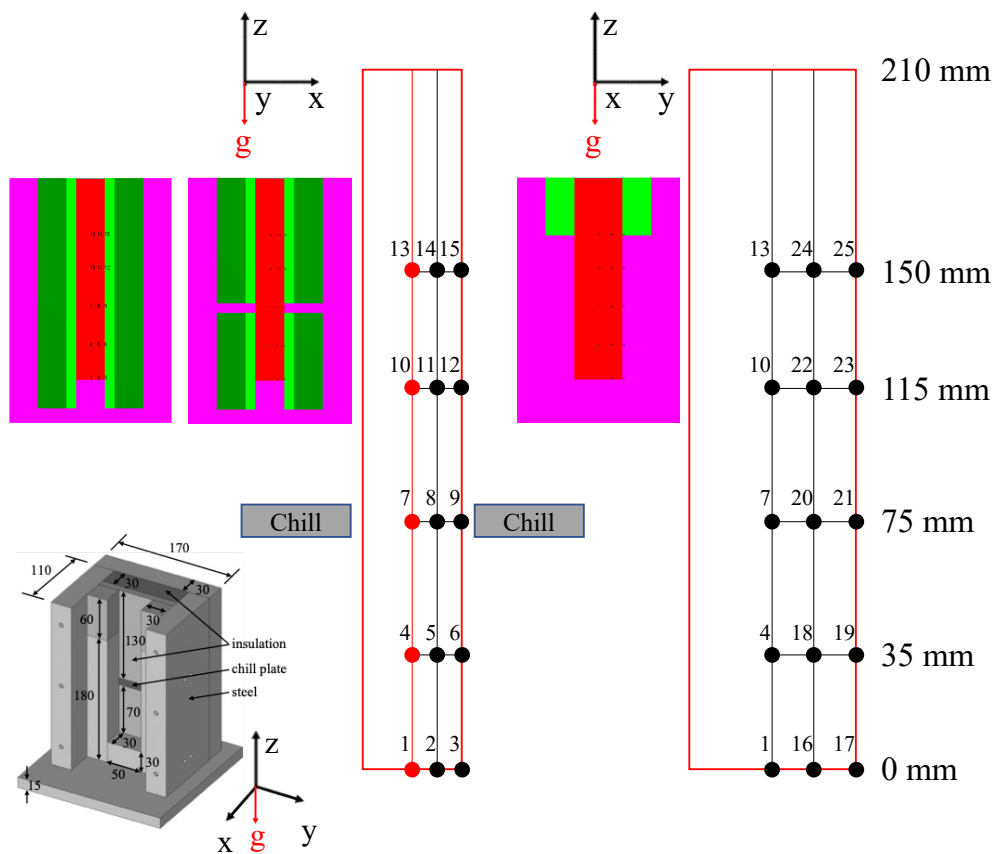 z
y
x
g
z
x
y
g
210 mm
13 14 15
13 24 25
150 mm
10 11 12
10 22 23
115 mm
7 8 9
7 20 21
75 mm
Chill
Chill
4 5 6
4 18 19
35 mm
1 2 3
1 16 17
0 mm
170
110
30
30
30
60
130
insulation
chill plate
180
steel
70
30
50
30
15
z
x
g
y